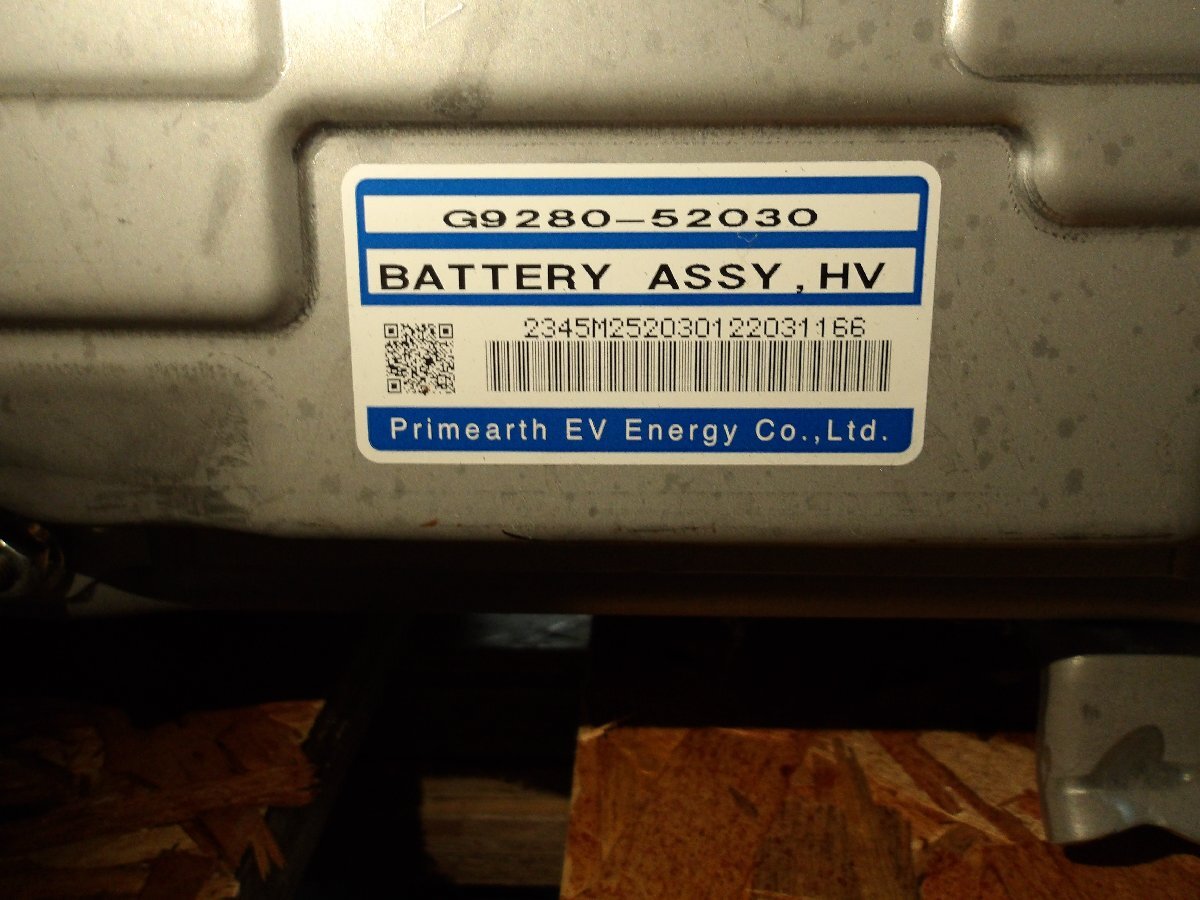 G9280-52030
BATTERY ASSY,HV
2345M252030122031166
Primearth EV Energy Co.,Ltd.